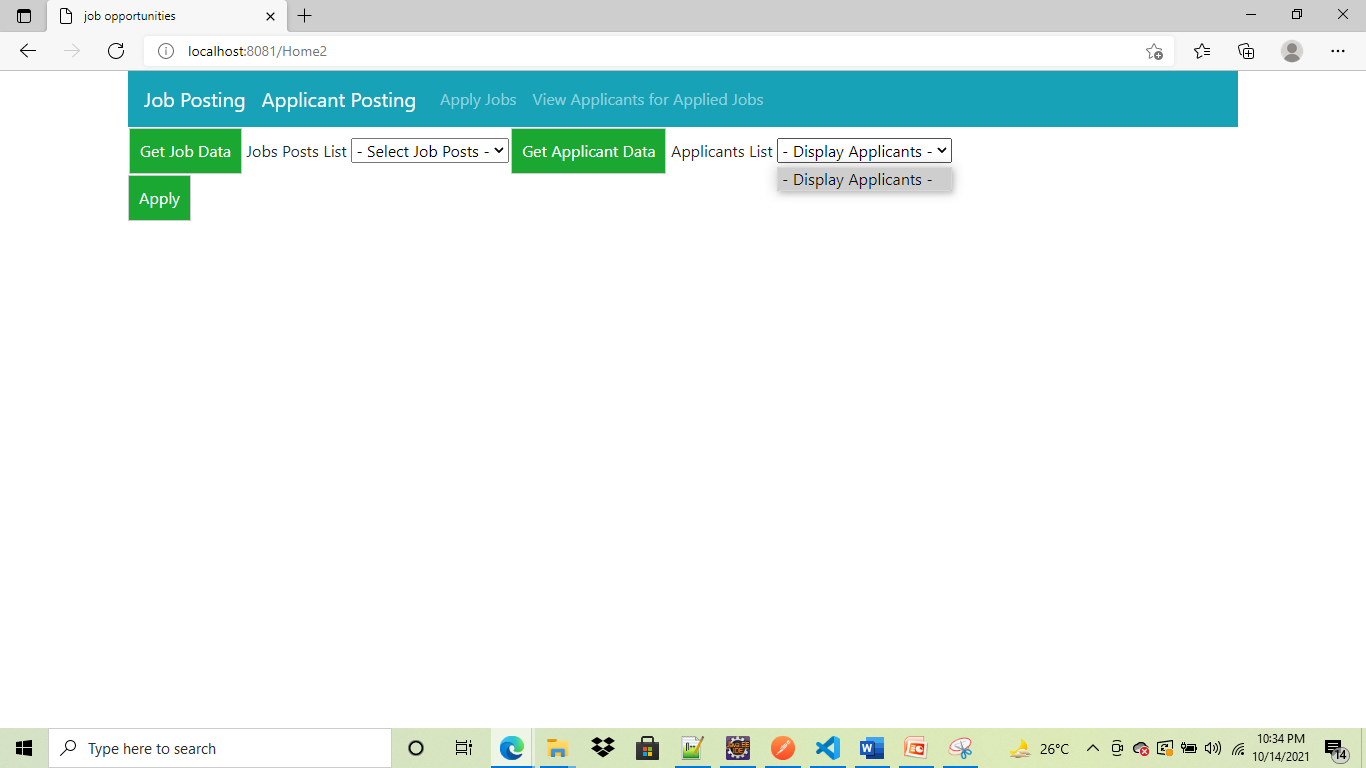 job opportunities
localhost:8081/Home2
Job Posting Applicant Posting Apply Jobs View Applicants for Applied Jobs
Get Job Data Jobs Posts List - Select Job Posts - Get Applicant Data Applicants List - Display Applicants -
- Display Applicants -
Apply
Type here to search
26°C
10:34 PM
10/14/2021
14